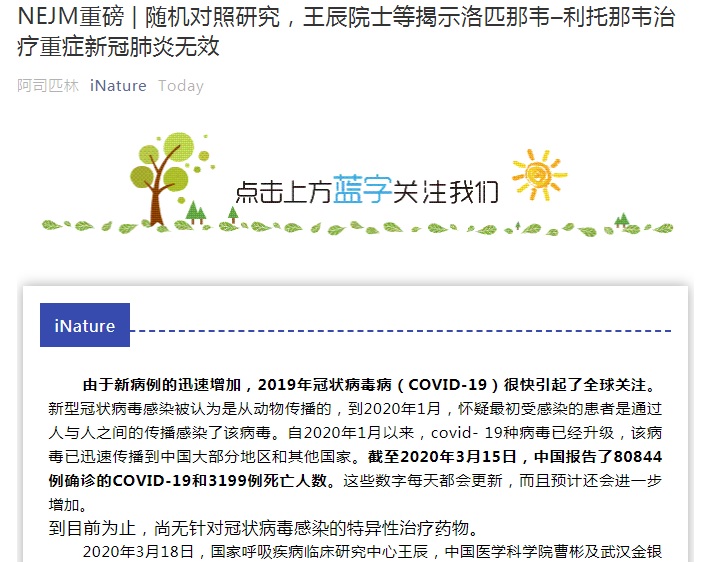 NEJM重磅 | 随机对照研究，王辰院士等揭示洛匹那韦–利托那韦治
疗重症新冠肺炎无效
阿司匹林 iNature Today
点击上方蓝字关注我们
iNature
由于新病例的迅速增加，2019年冠状病毒病（COVID-19）很快引起了全球关注。
新型冠状病毒感染被认为是从动物传播的，到2020年1月，怀疑最初受感染的患者是通过
人与人之间的传播感染了该病毒。自2020年1月以来，covid- 19种病毒已经升级，该病
毒已迅速传播到中国大部分地区和其他国家。截至2020年3月15日，中国报告了80844
例确诊的COVID-19和3199例死亡人数。这些数字每天都会更新，而且预计还会进一步
增加。
到目前为止，尚无针对冠状病毒感染的特异性治疗药物。
2020年3月18日，国家呼吸疾病临床研究中心王辰，中国医学科学院曹彬及武汉金银